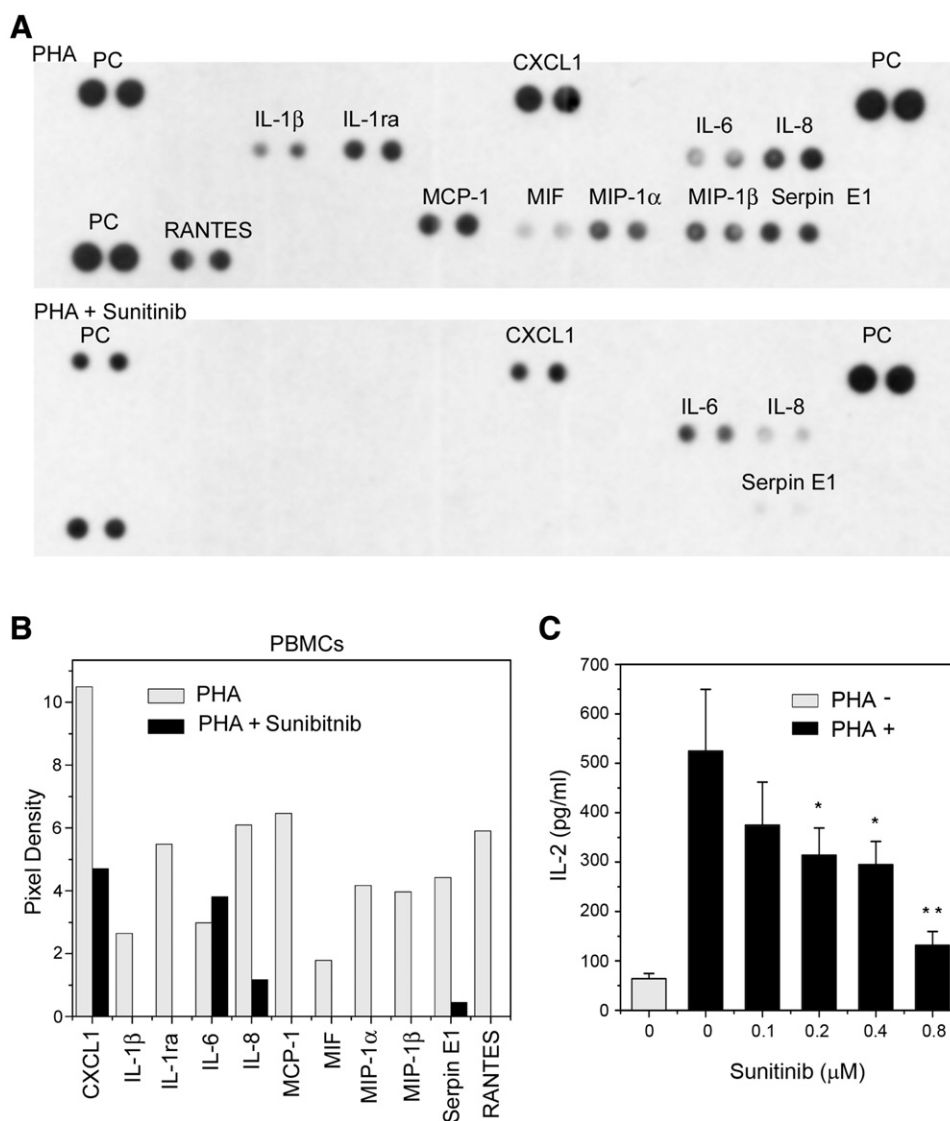 A
PHA
PC
CXCL1
PC
IL-1β
IL-1ra
IL-6
IL-8
MCP-1
MIF
MIP-1α
MIP-1β
Serpin E1
PC
RANTES
PHA + Sunitinib
PC
CXCL1
PC
IL-6
IL-8
Serpin E1
B
PBMCs
PHA
PHA + Sunibitnib
Pixel Density
10
8
6
4
2
0
CXCL1
IL-1β
IL-1ra
IL-6
IL-8
MCP-1
MIF
MIP-1α
MIP-1β
Serpin E1
RANTES
C
PHA -
PHA +
IL-2 (pg/ml)
700
600
500
400
300
200
100
0
*
*
**
0 0 0.1 0.2 0.4 0.8
Sunitinib (μM)